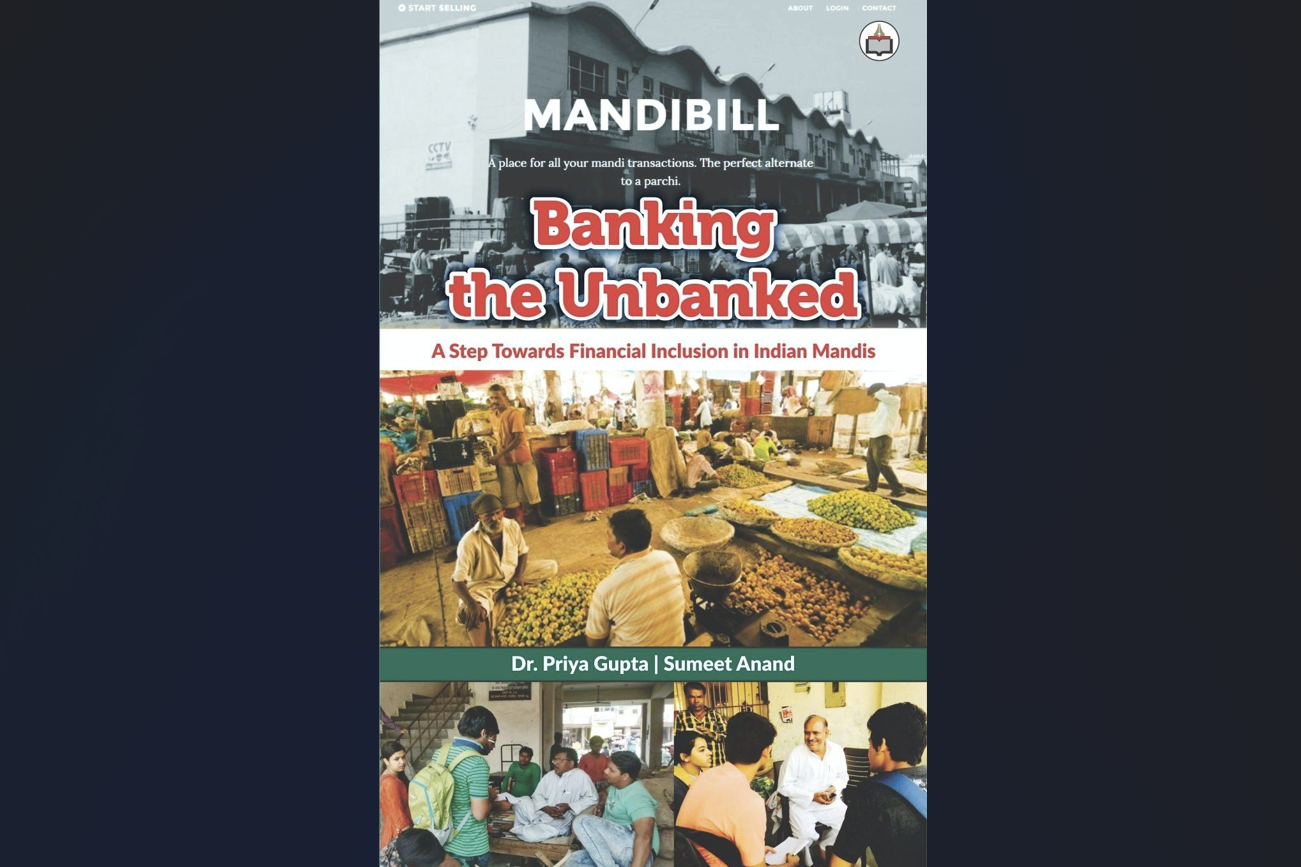 START SELLING
ABOUT LOGIN CONTACT
MANDIBILL
CCTV
A place for all your mandi transactions. The perfect alternate
to a parchi.
Banking
the Unbanked
A Step Towards Financial Inclusion in Indian Mandis
Dr. Priya Gupta | Sumeet Anand